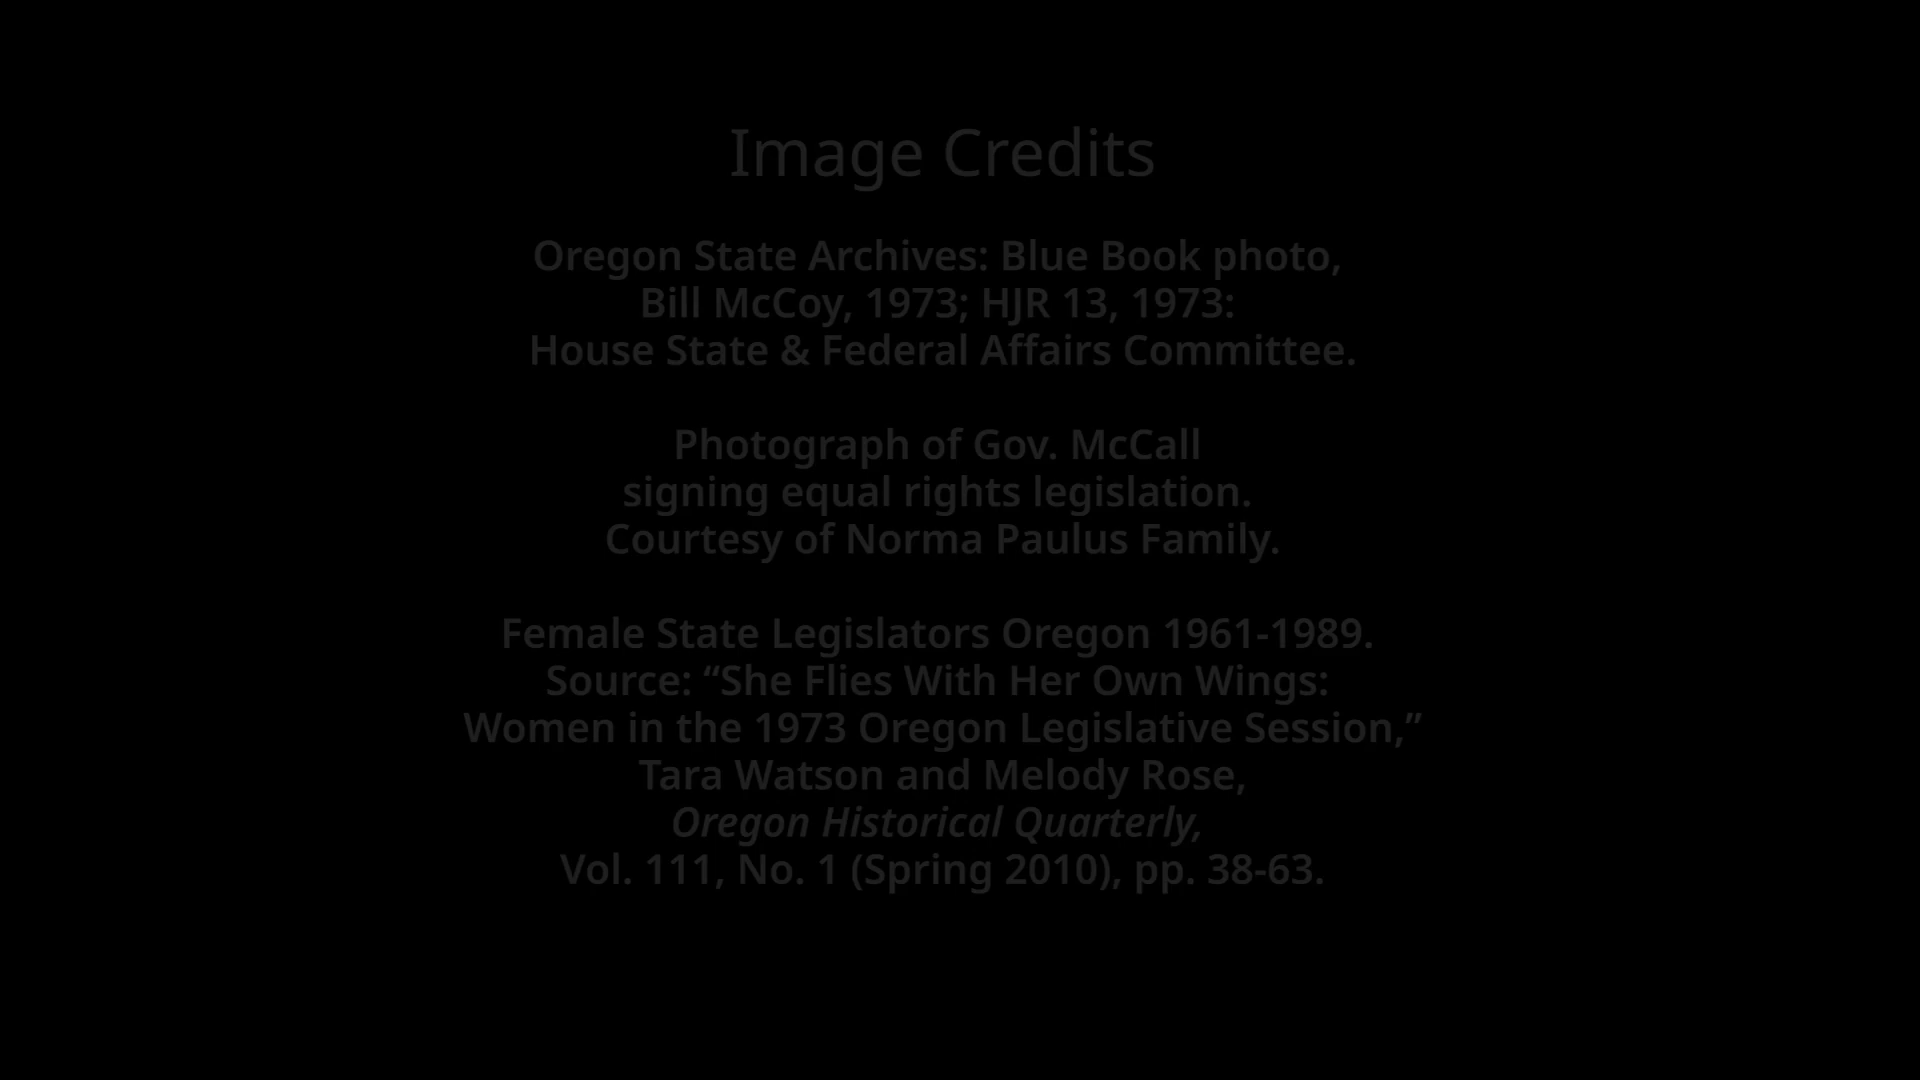 Image Credits
Oregon State Archives: Blue Book photo,
Bill McCoy, 1973; HJR 13, 1973:
House State & Federal Affairs Committee.
Photograph of Gov. McCall
signing equal rights legislation.
Courtesy of Norma Paulus Family.
Female State Legislators Oregon 1961-1989.
Source: “She Flies With Her Own Wings:
Women in the 1973 Oregon Legislative Session,”
Tara Watson and Melody Rose,
Oregon Historical Quarterly,
Vol. 111, No. 1 (Spring 2010), pp. 38-63.